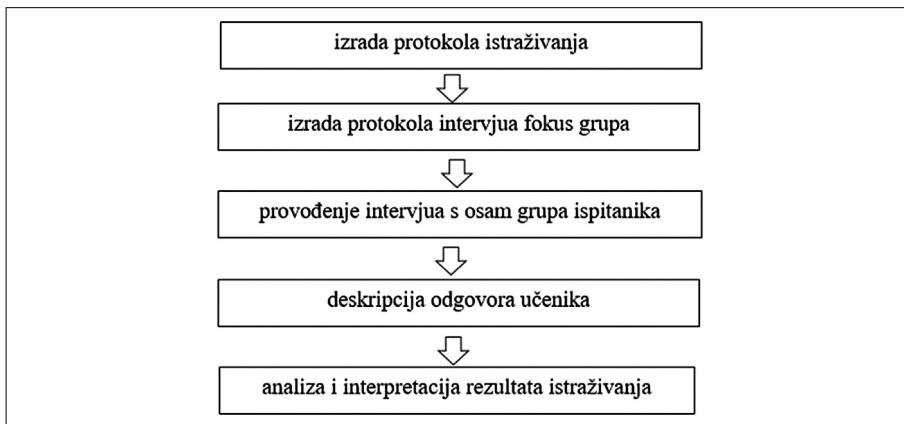 izrada protokola istraživanja
izrada protokola intervjua fokus grupa
provođenje intervjua s osam grupa ispitanika
deskripcija odgovora učenika
analiza i interpretacija rezultata istraživanja